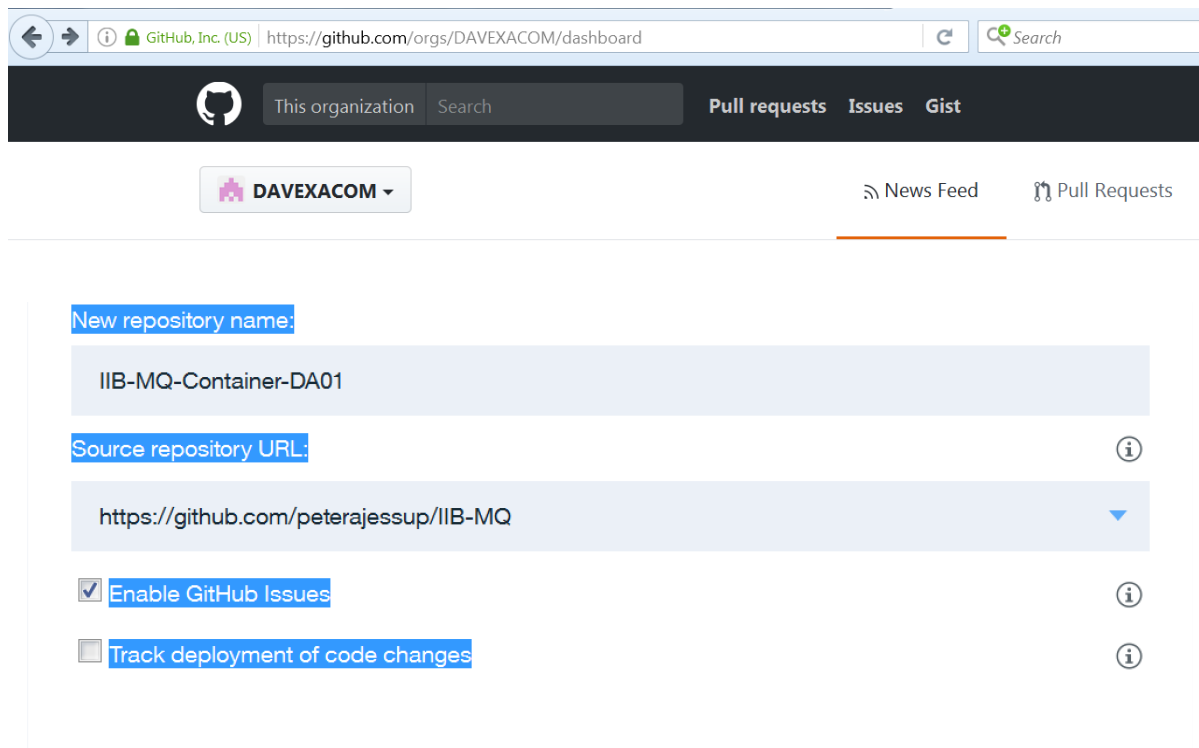 GitHub, Inc. (US) https://github.com/orgs/DAVEXACOM/dashboard Search
This organization Search Pull requests Issues Gist
DAVEXACOM News Feed Pull Requests
New repository name:
IIB-MQ-Container-DA01
Source repository URL:
https://github.com/peterajessup/IIB-MQ
Enable GitHub Issues
Track deployment of code changes